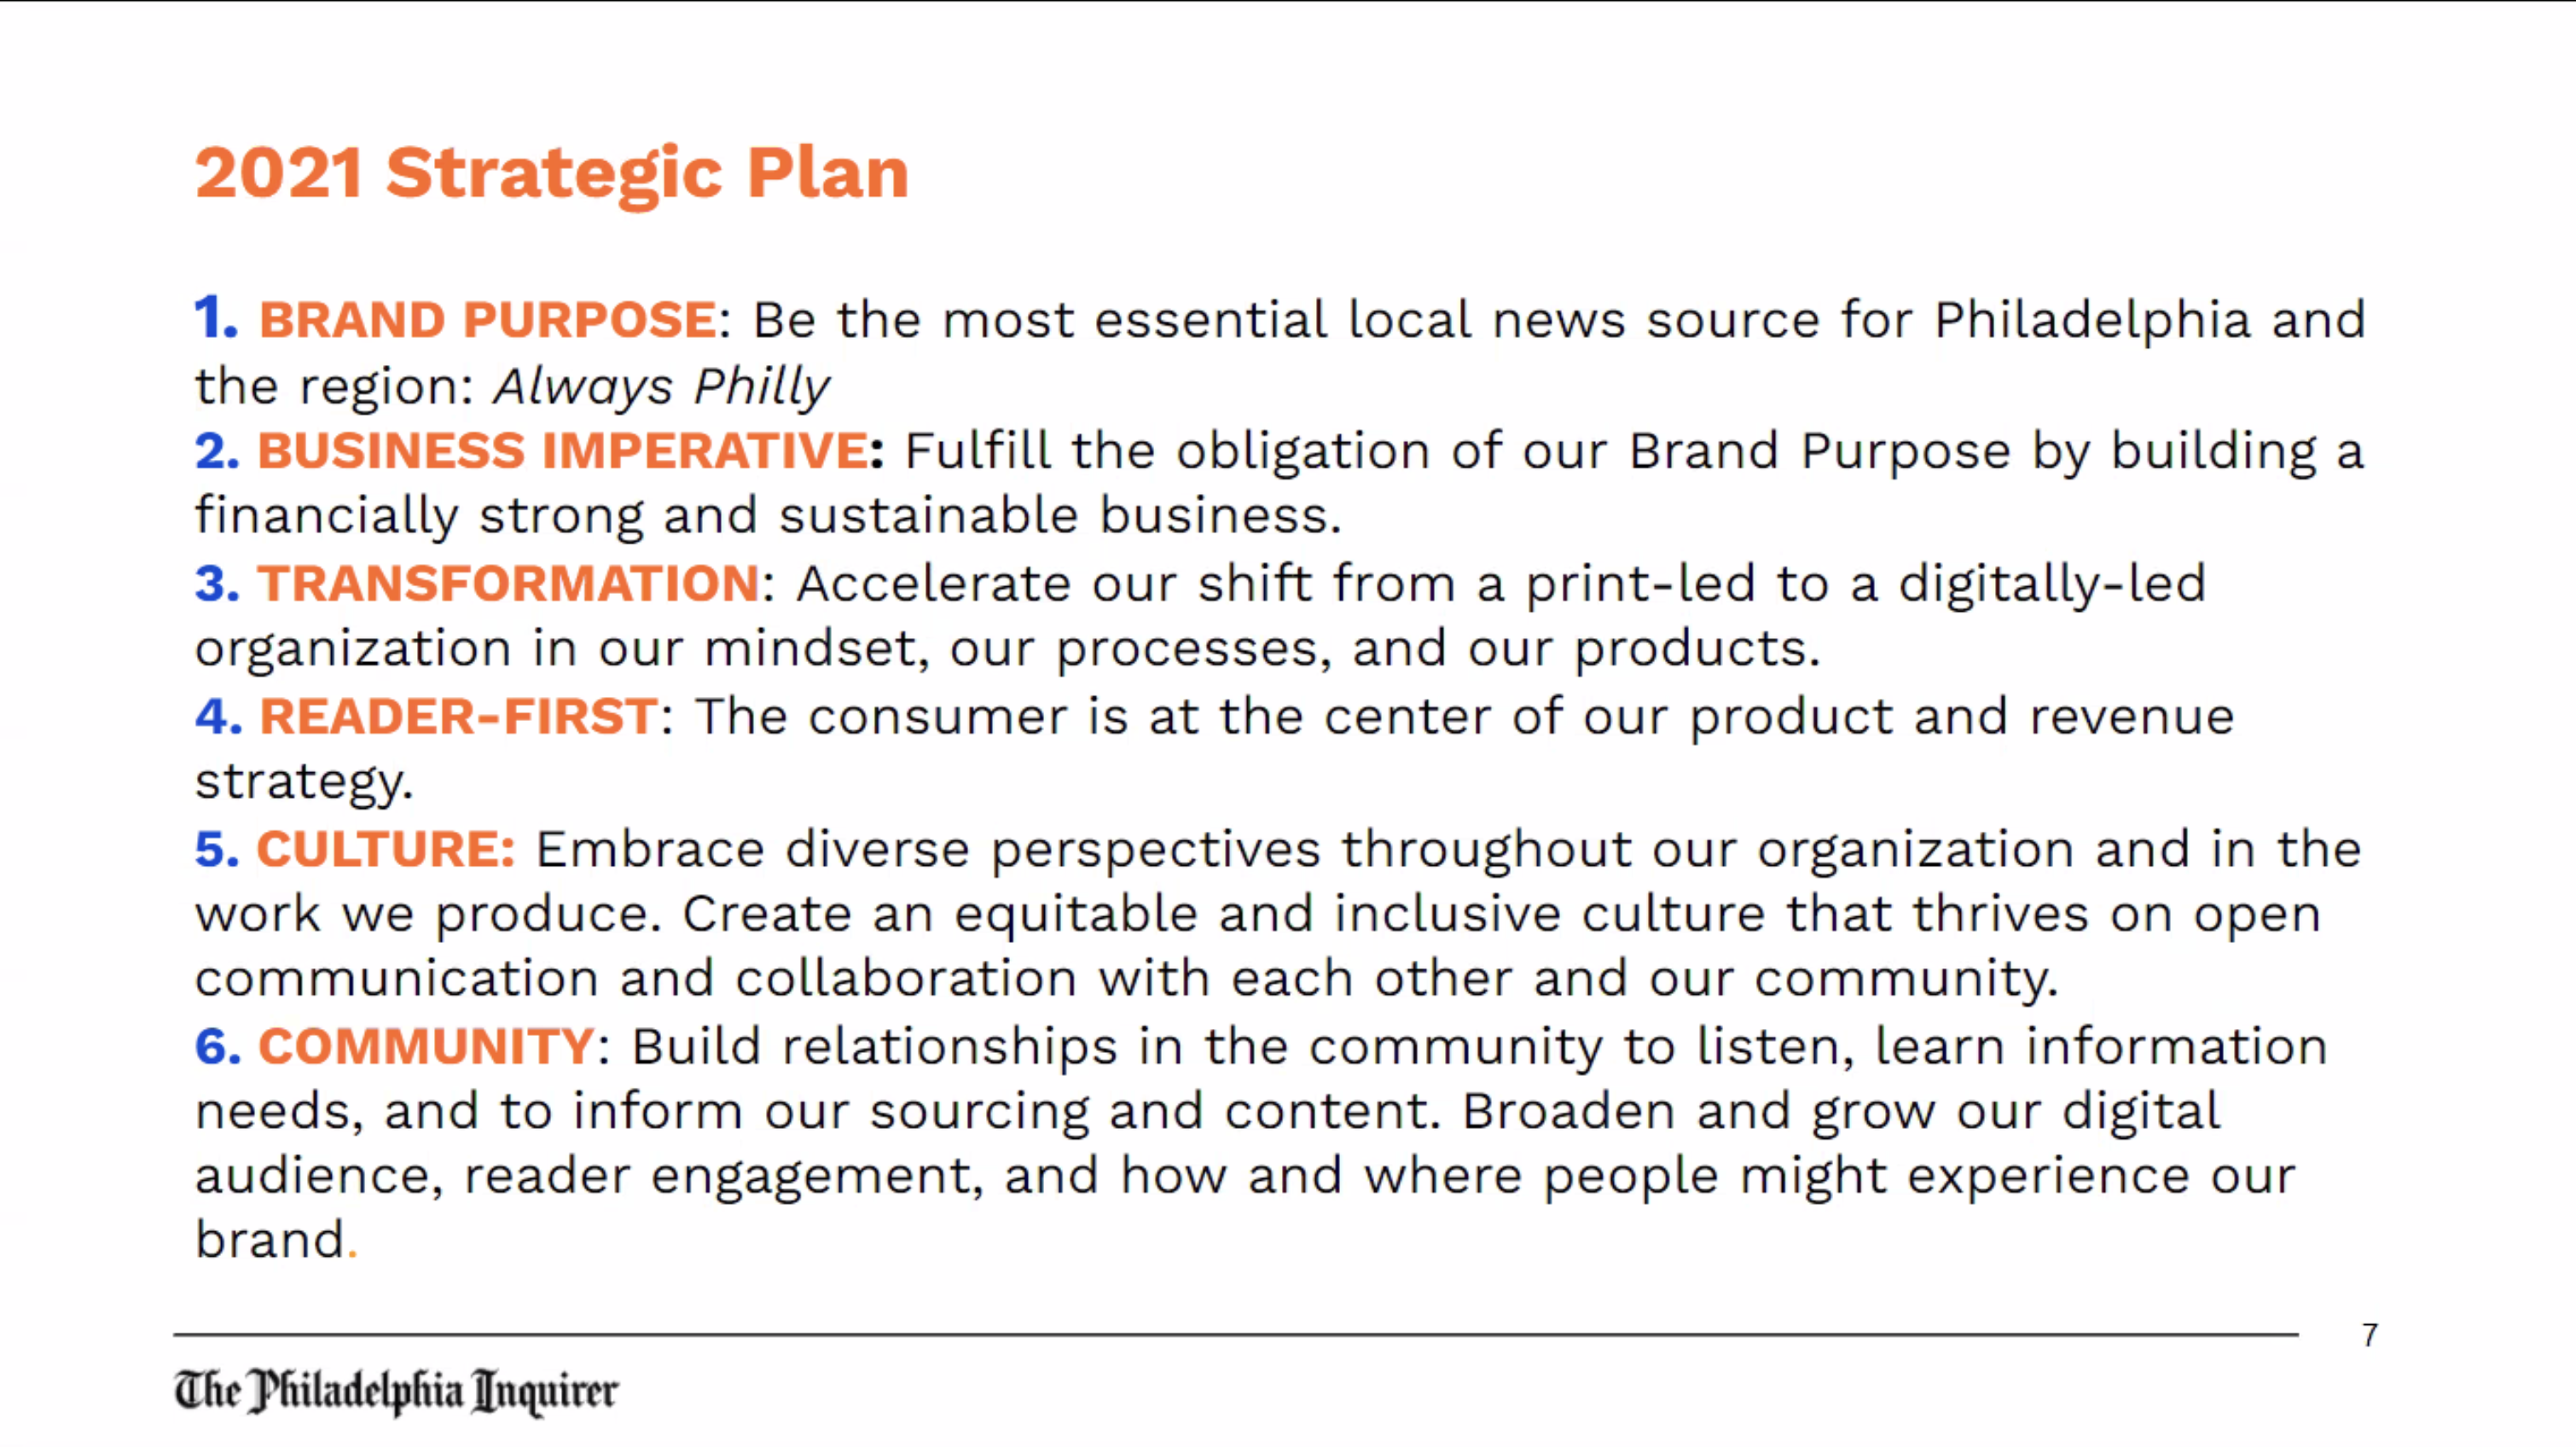 2021 Strategic Plan
1. BRAND PURPOSE: Be the most essential local news source for Philadelphia and
the region: Always Philly
2. BUSINESS IMPERATIVE: Fulfill the obligation of our Brand Purpose by building a
financially strong and sustainable business.
3. TRANSFORMATION: Accelerate our shift from a print-led to a digitally-led
organization in our mindset, our processes, and our products.
4. READER-FIRST: The consumer is at the center of our product and revenue
strategy.
5. CULTURE: Embrace diverse perspectives throughout our organization and in the
work we produce. Create an equitable and inclusive culture that thrives on open
communication and collaboration with each other and our community.
6. COMMUNITY: Build relationships in the community to listen, learn information
needs, and to inform our sourcing and content. Broaden and grow our digital
audience, reader engagement, and how and where people might experience our
brand.
7
The Philadelphia Inquirer